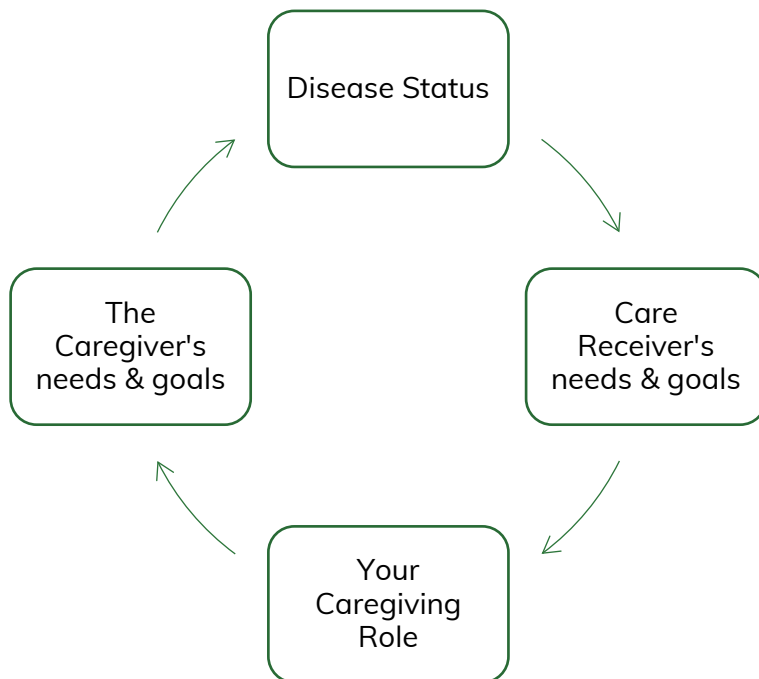 Disease Status
The
Caregiver's
needs & goals
Care
Receiver's
needs & goals
Your
Caregiving
Role